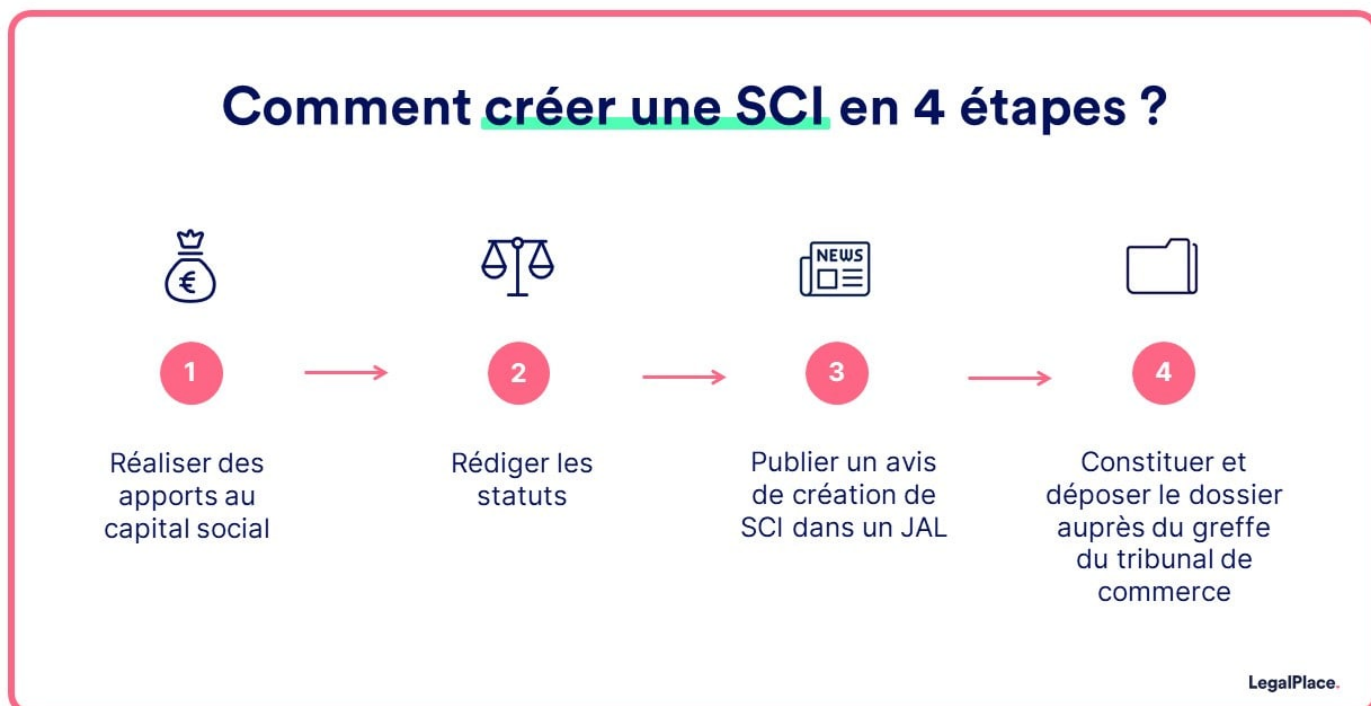 Comment créer une SCI en 4 étapes ?
€
NEWS
1
2
3
4
Réaliser des
apports au
capital social
Rédiger les
statuts
Publier un avis
de création de
SCI dans un JAL
Constituer et
déposer le dossier
auprès du greffe
du tribunal de
commerce
LegalPlace.